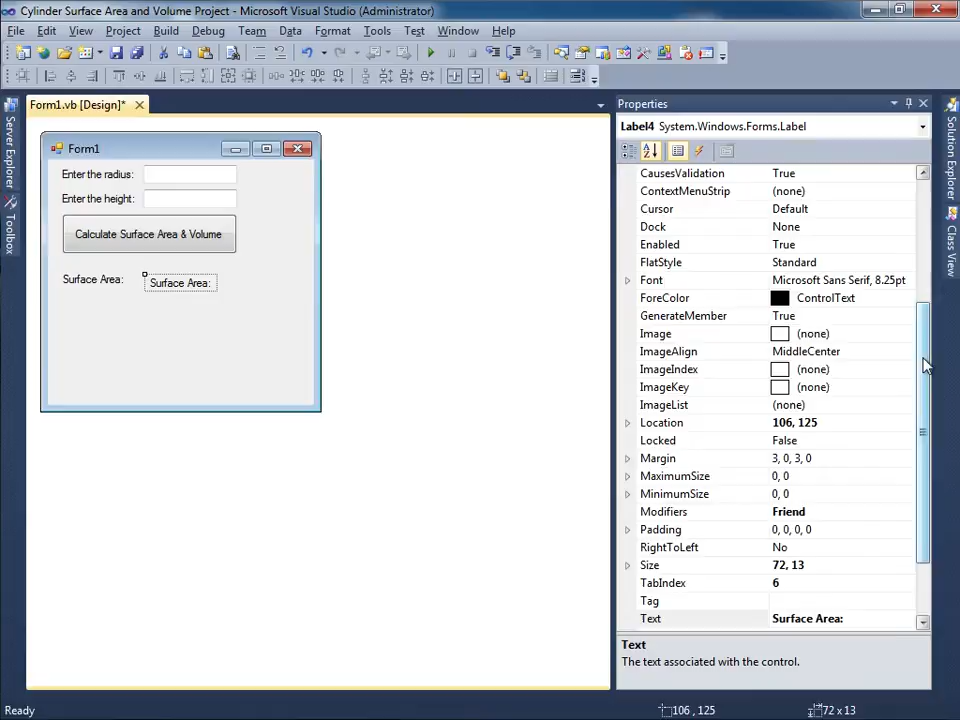 Cylinder Surface Area and Volume Project - Microsoft Visual Studio (Administrator)
File Edit View Project Build Debug Team Data Format Tools Test Window Help
Form1.vb [Design]*
Server Explorer
Toolbox
Form1
Enter the radius:
Enter the height:
Calculate Surface Area & Volume
Surface Area: Surface Area:
Properties
Label4 System.Windows.Forms.Label
CausesValidation True
ContextMenuStrip (none)
Cursor Default
Dock None
Enabled True
FlatStyle Standard
Font Microsoft Sans Serif, 8.25pt
ForeColor ControlText
GenerateMember True
Image (none)
ImageAlign MiddleCenter
ImageIndex (none)
ImageKey (none)
ImageList (none)
Location 106, 125
Locked False
Margin 3, 0, 3, 0
MaximumSize 0, 0
MinimumSize 0, 0
Modifiers Friend
Padding 0, 0, 0, 0
RightToLeft No
Size 72, 13
TabIndex 6
Tag
Text Surface Area:
Text
The text associated with the control.
Solution Explorer
Class View
Ready 106 , 125 72 x 13